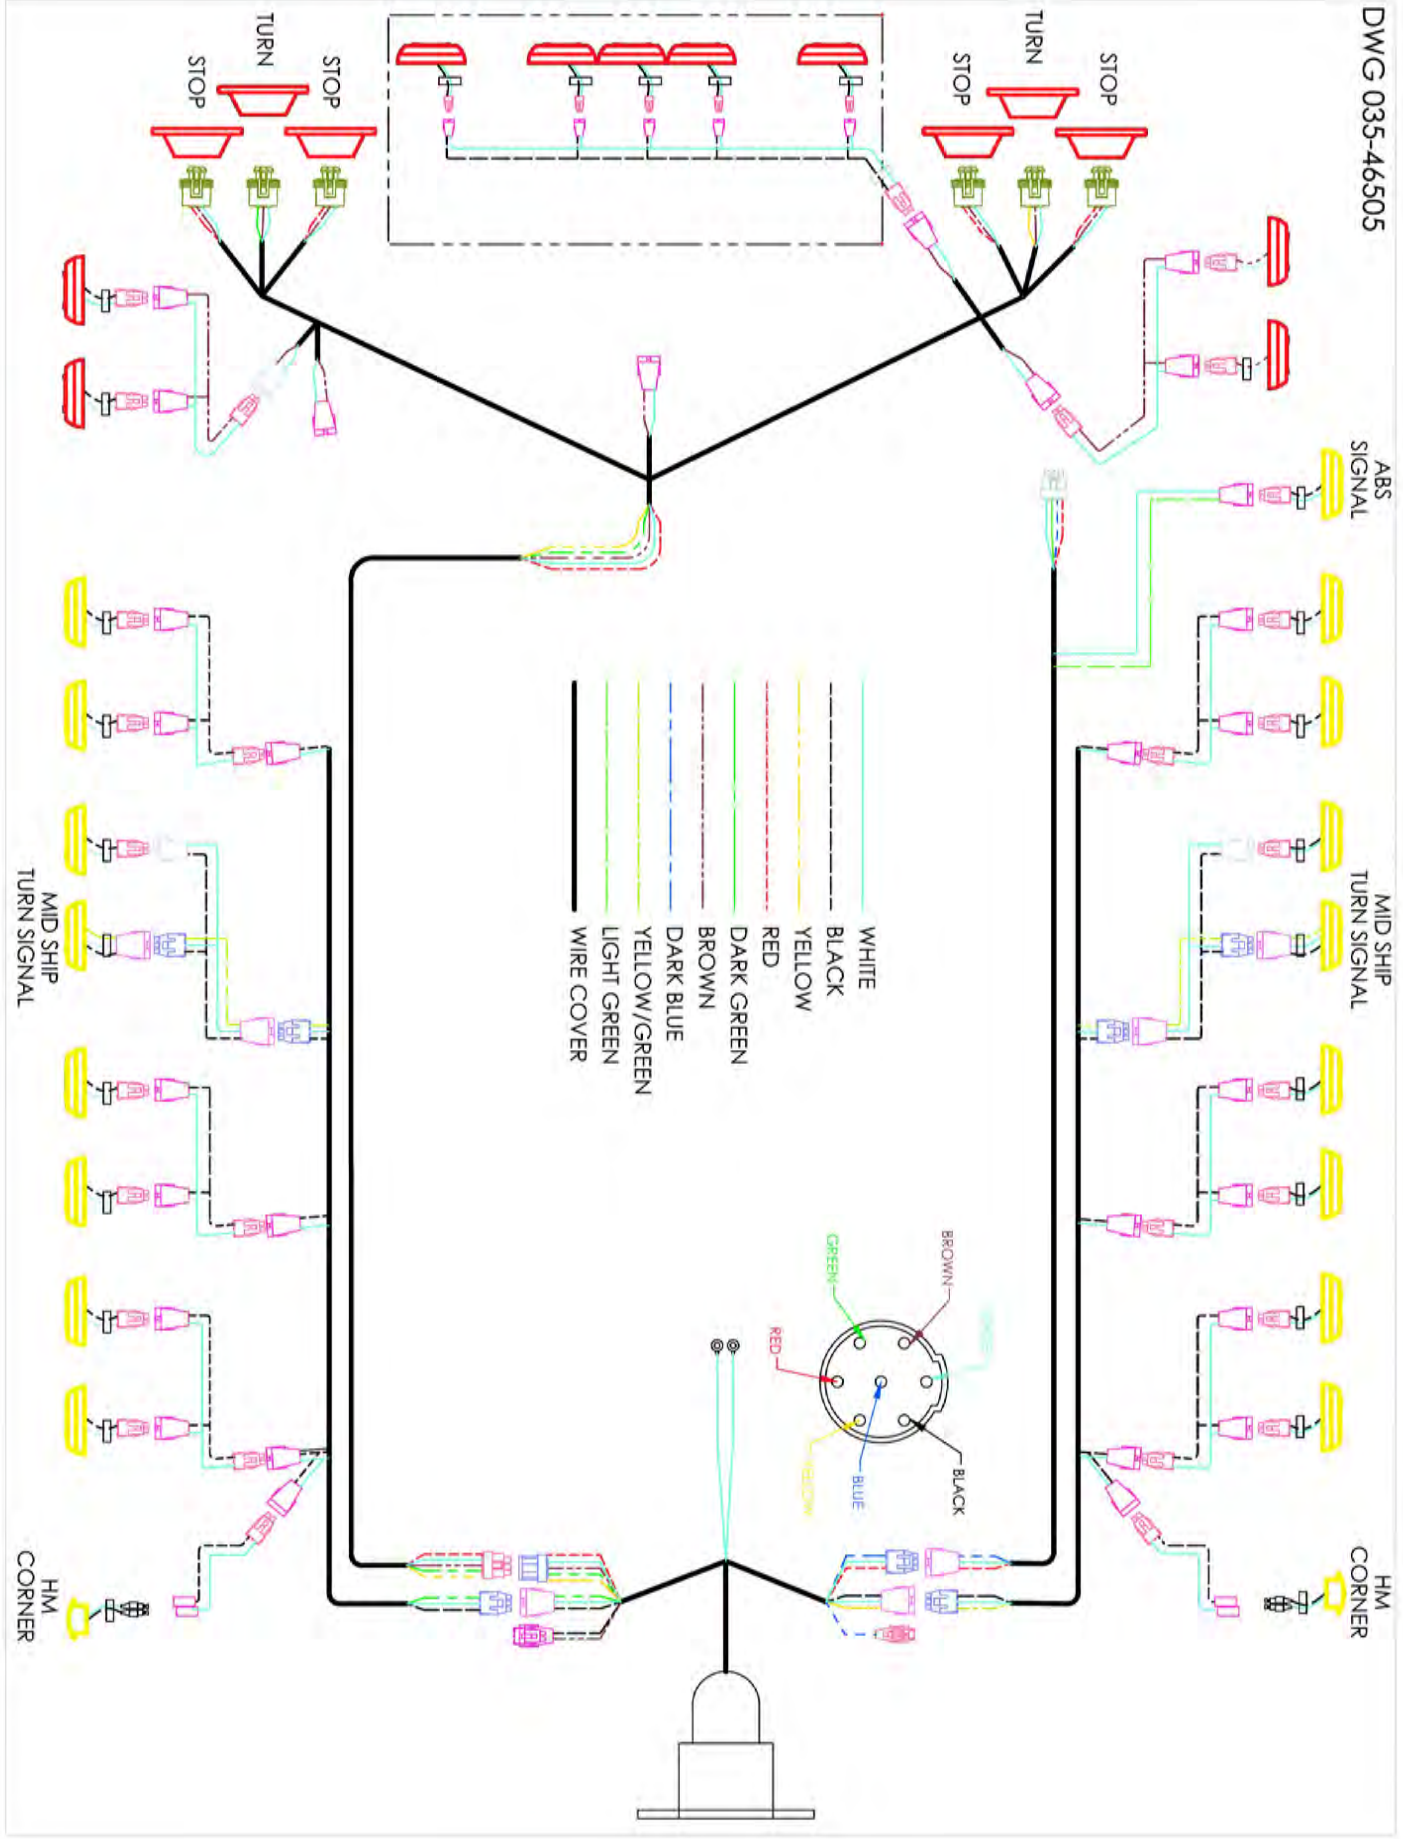 DWG 035-46505
STOP
TURN
STOP
STOP
TURN
STOP
ABS
SIGNAL
MID SHIP
TURN SIGNAL
HM
CORNER
WHITE
BLACK
YELLOW
RED
DARK GREEN
BROWN
DARK BLUE
YELLOW/GREEN
LIGHT GREEN
WIRE COVER
BROWN
GREEN
RED
YELLOW
BLUE
BLACK
MID SHIP
TURN SIGNAL
HM
CORNER